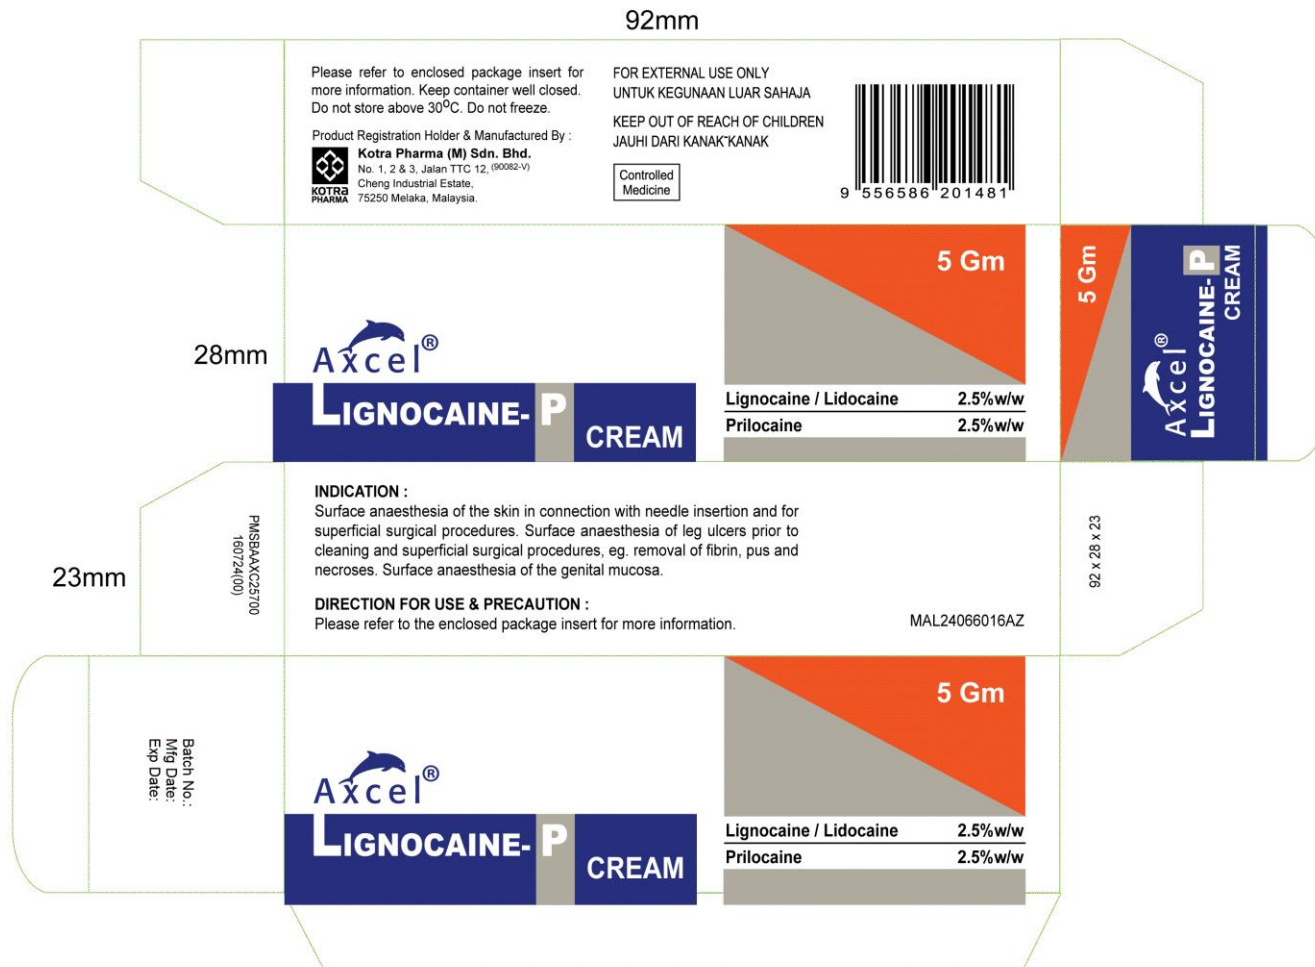 92mm
Please refer to enclosed package insert for
more information. Keep container well closed.
Do not store above 30⁰C. Do not freeze.
Product Registration Holder & Manufactured By :
KOTRA
PHARMA
Kotra Pharma (M) Sdn. Bhd.
No. 1, 2 & 3, Jalan TTC 12, (90082-V)
Cheng Industrial Estate,
75250 Melaka, Malaysia.
FOR EXTERNAL USE ONLY
UNTUK KEGUNAAN LUAR SAHAJA
KEEP OUT OF REACH OF CHILDREN
JAUHI DARI KANAK-KANAK
Controlled
Medicine
9 556586 201481
28mm
Axcel®
LIGNOCAINE-P
CREAM
5 Gm
Lignocaine / Lidocaine 2.5%w/w
Prilocaine 2.5%w/w
5 Gm
Axcel®
LIGNOCAINE-P
CREAM
23mm
PMSBAAXC25700
160724(00)
INDICATION :
Surface anaesthesia of the skin in connection with needle insertion and for
superficial surgical procedures. Surface anaesthesia of leg ulcers prior to
cleaning and superficial surgical procedures, eg. removal of fibrin, pus and
necroses. Surface anaesthesia of the genital mucosa.
DIRECTION FOR USE & PRECAUTION :
Please refer to the enclosed package insert for more information.
MAL24066016AZ
92 x 28 x 23
Batch No.:
Mfg Date:
Exp Date:
Axcel®
LIGNOCAINE-P
CREAM
5 Gm
Lignocaine / Lidocaine 2.5%w/w
Prilocaine 2.5%w/w